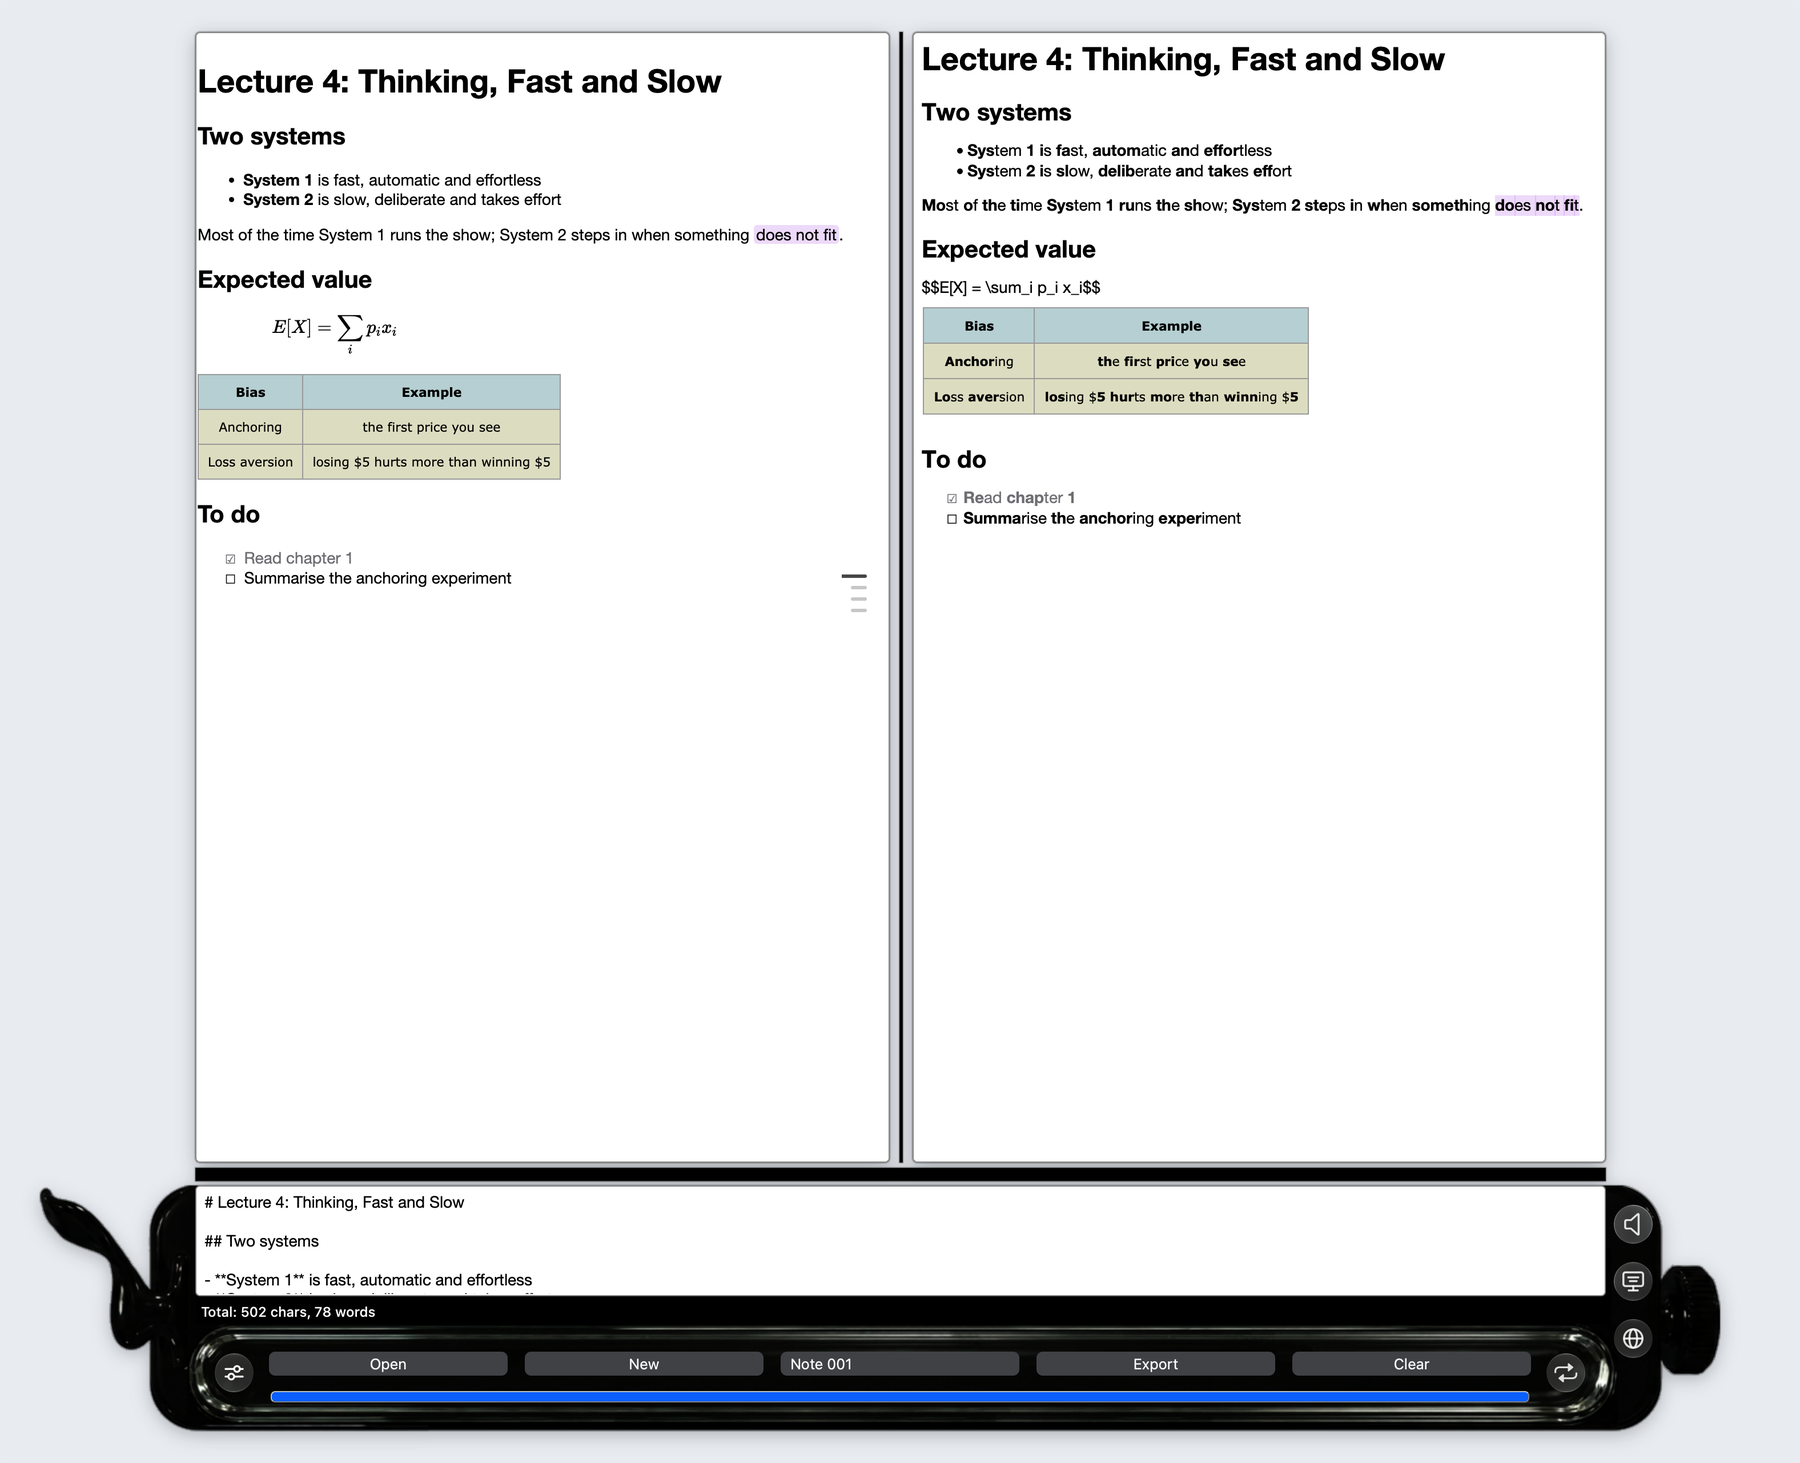 Lecture 4: Thinking, Fast and Slow
Two systems
• System 1 is fast, automatic and effortless
• System 2 is slow, deliberate and takes effort
Most of the time System 1 runs the show; System 2 steps in when something does not fit.
Expected value
E[X] = ∑_i p_i x_i
Bias Example
Anchoring the first price you see
Loss aversion losing $5 hurts more than winning $5
To do
☑ Read chapter 1
☐ Summarise the anchoring experiment
Lecture 4: Thinking, Fast and Slow
Two systems
• System 1 is fast, automatic and effortless
• System 2 is slow, deliberate and takes effort
Most of the time System 1 runs the show; System 2 steps in when something does not fit.
Expected value
$$E[X] = \sum_i p_i x_i$$
Bias Example
Anchoring the first price you see
Loss aversion losing $5 hurts more than winning $5
To do
☑ Read chapter 1
☐ Summarise the anchoring experiment
# Lecture 4: Thinking, Fast and Slow
## Two systems
- **System 1** is fast, automatic and effortless
Total: 502 chars, 78 words
Open New Note 001 Export Clear